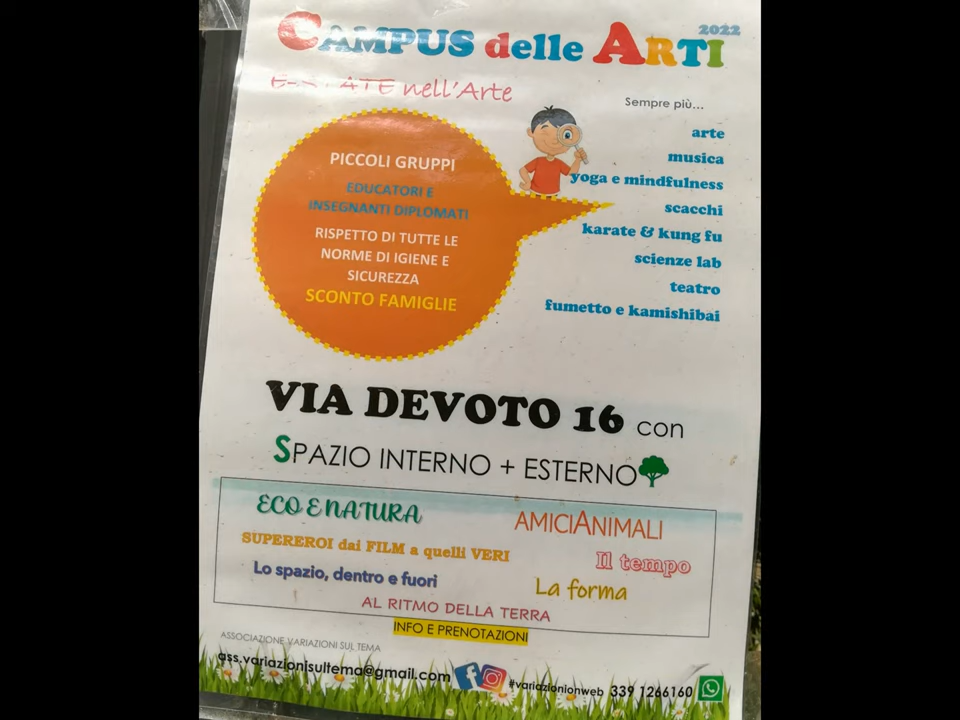 CAMPUS delle ARTI 2022
E-STATE nell'Arte
Sempre più...
arte
musica
yoga e mindfulness
scacchi
karate & kung fu
scienze lab
teatro
fumetto e kamishibai
PICCOLI GRUPPI
EDUCATORI E
INSEGNANTI DIPLOMATI
RISPETTO DI TUTTE LE
NORME DI IGIENE E
SICUREZZA
SCONTO FAMIGLIE
VIA DEVOTO 16 con
SPAZIO INTERNO + ESTERNO
ECO E NATURA
AMICIANIMALI
SUPEREROI dai FILM a quelli VERI
Il tempo
Lo spazio, dentro e fuori
La forma
AL RITMO DELLA TERRA
INFO E PRENOTAZIONI
ASSOCIAZIONE VARIAZIONI SUL TEMA
ass.variazionisultema@gmail.com #variazionionweb 339 1266160